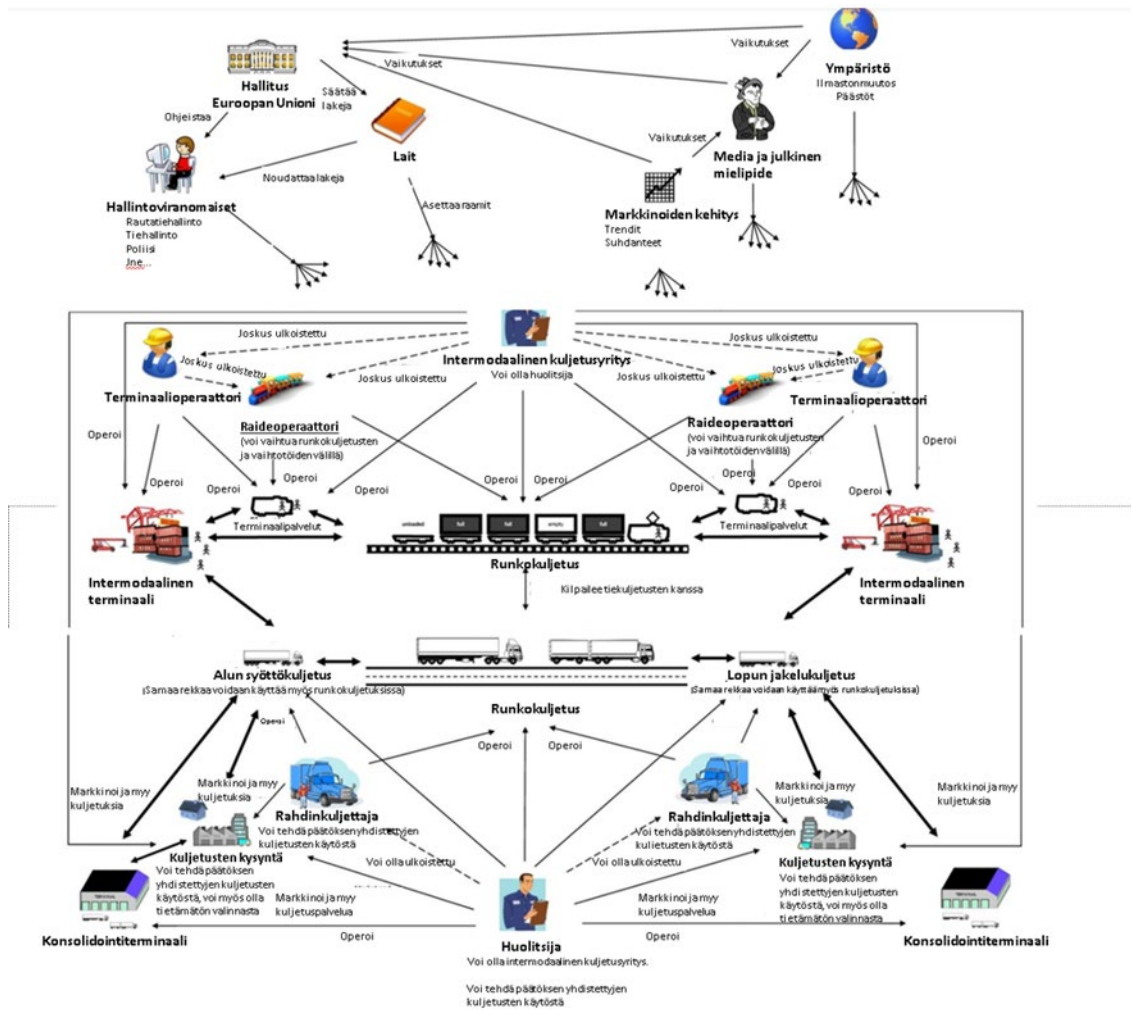 Vaikutukset
Ympäristö
Ilmastonmuutos
Päästöt
Vaikutukset
Hallitus
Euroopan Unioni
Säätää
lakeja
Ohjeistaa
Lait
Vaikutukset
Media ja julkinen
mielipide
Noudattaa lakeja
Asettaa raamit
Hallintoviranomaiset
Rautatiehallinto
Tiehallinto
Poliisi
Jne...
Markkinoiden kehitys
Trendit
Suhdanteet
Joskus ulkoistettu
Joskus ulkoistettu
Intermodaalinen kuljetusyritys
Voi olla huolitsija
Joskus ulkoistettu
Joskus ulkoistettu
Joskus ulkoistettu
Joskus ulkoistettu
Terminaalioperaattori
Terminaalioperaattori
Raideoperaattori
(voi vaihtua runkokuljetusten
ja vaihtotöiden välillä)
Raideoperaattori
(voi vaihtua runkokuljetusten
ja vaihtotöiden välillä)
Operoi
Operoi
Operoi
Operoi
Operoi
Operoi
Operoi
Operoi
Operoi
Operoi
Operoi
Operoi
Terminaalipalvelut
Terminaalipalvelut
unloaded
full
full
empty
full
Runkokuljetus
Intermodaalinen
terminaali
Intermodaalinen
terminaali
Kilpailee tiekuljetusten kanssa
Alun syöttökuljetus
(Samaa rekkaa voidaan käyttää myös runkokuljetuksissa)
Lopun jakelukuljetus
(Samaa rekkaa voidaan käyttää myös runkokuljetuksissa)
Runkokuljetus
Operoi
Operoi
Operoi
Markkinoi ja myy
kuljetuksia
Markkinoi ja myy
kuljetuksia
Markkinoi ja myy
kuljetuksia
Markkinoi ja myy
kuljetuksia
Rahdinkuljettaja
Voi tehdä päätöksen yhdistettyjen
kuljetusten käytöstä
Rahdinkuljettaja
Voi tehdä päätöksen yhdistettyjen
kuljetusten käytöstä
Kuljetusten kysyntä
Voi tehdä päätöksen
yhdistettyjen kuljetusten
käytöstä, voi myös olla
tietämätön valinnasta
Kuljetusten kysyntä
Voi tehdä päätöksen
yhdistettyjen kuljetusten
käytöstä, voi myös olla
tietämätön valinnasta
Voi olla ulkoistettu
Voi olla ulkoistettu
Markkinoi ja myy
kuljetuspalvelua
Markkinoi ja myy
kuljetuspalvelua
Konsolidointiterminaali
Operoi
Operoi
Konsolidointiterminaali
Huolitsija
Voi olla intermodaalinen kuljetusyritys.
Voi tehdä päätöksen yhdistettyjen
kuljetusten käytöstä